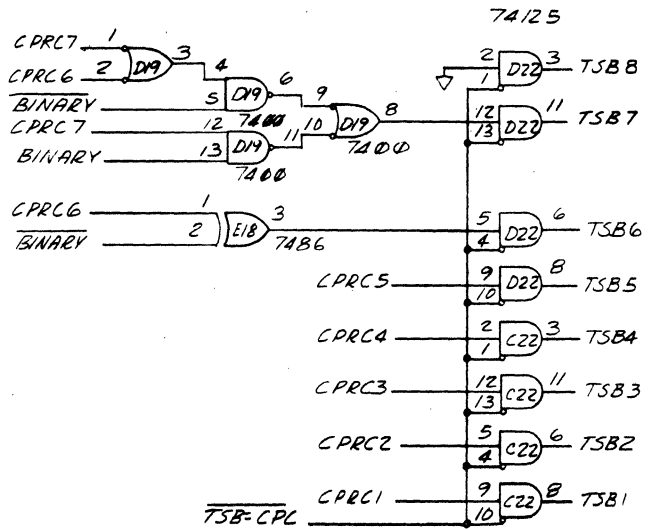 74125
CPRC7 1
3
CPRC6 2
D19
4
6
BINARY 5
D19
7400
9
10
8
D19
7400
CPRC7 12
11
BINARY 13
D19
7400
2
1
3
D22
TSB8
12
13
11
D22
TSB7
CPRC6 1
3
BINARY 2
E18
7486
5
4
6
D22
TSB6
CPRC5 9
10
8
D22
TSB5
CPRC4 2
1
3
C22
TSB4
CPRC3 12
13
11
C22
TSB3
CPRC2 5
4
6
C22
TSB2
CPRC1 9
10
8
C22
TSB1
TSB=CPC